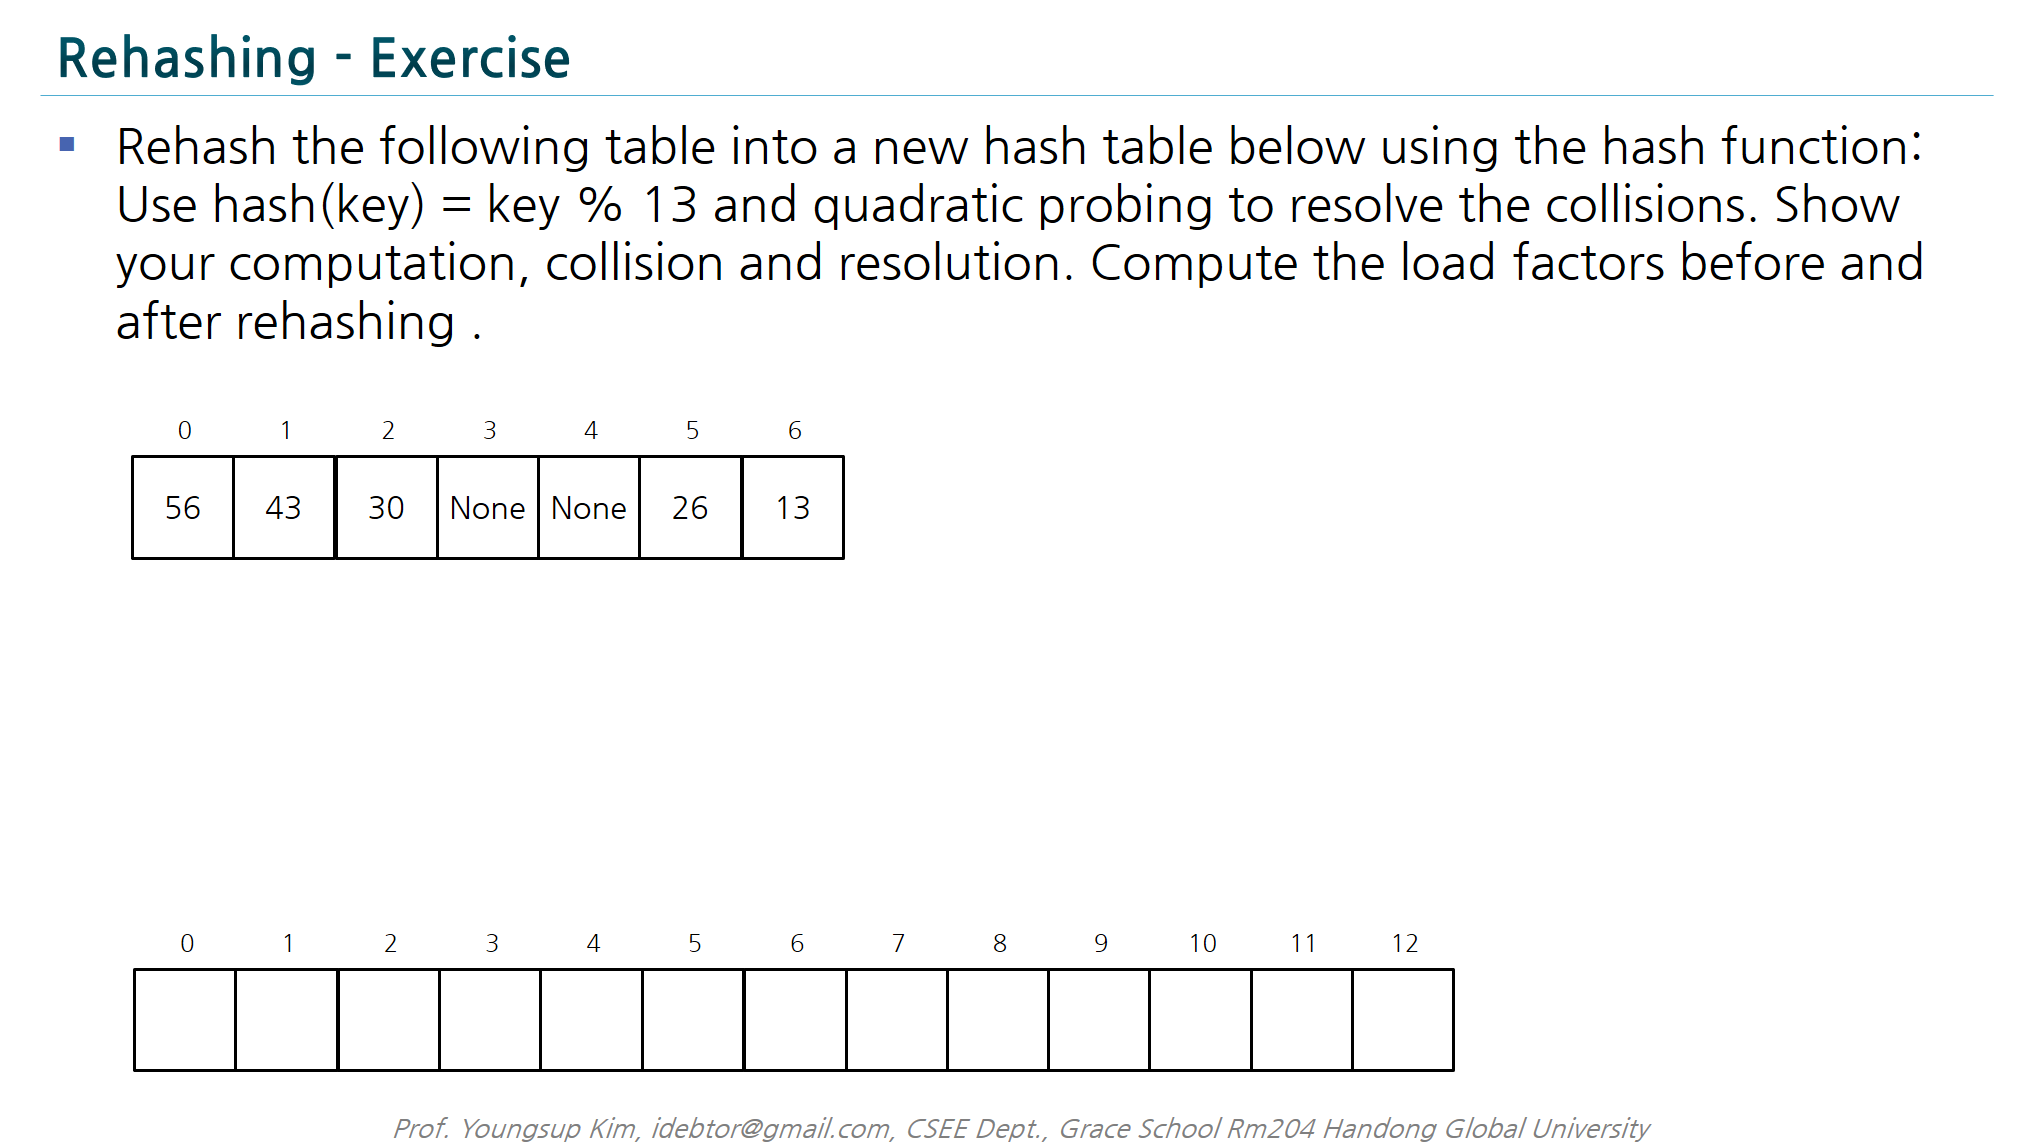 Rehashing - Exercise
▪ Rehash the following table into a new hash table below using the hash function:
Use hash(key) = key % 13 and quadratic probing to resolve the collisions. Show
your computation, collision and resolution. Compute the load factors before and
after rehashing .
0 1 2 3 4 5 6
56 43 30 None None 26 13
0 1 2 3 4 5 6 7 8 9 10 11 12
Prof. Youngsup Kim, idebtor@gmail.com, CSEE Dept., Grace School Rm204 Handong Global University